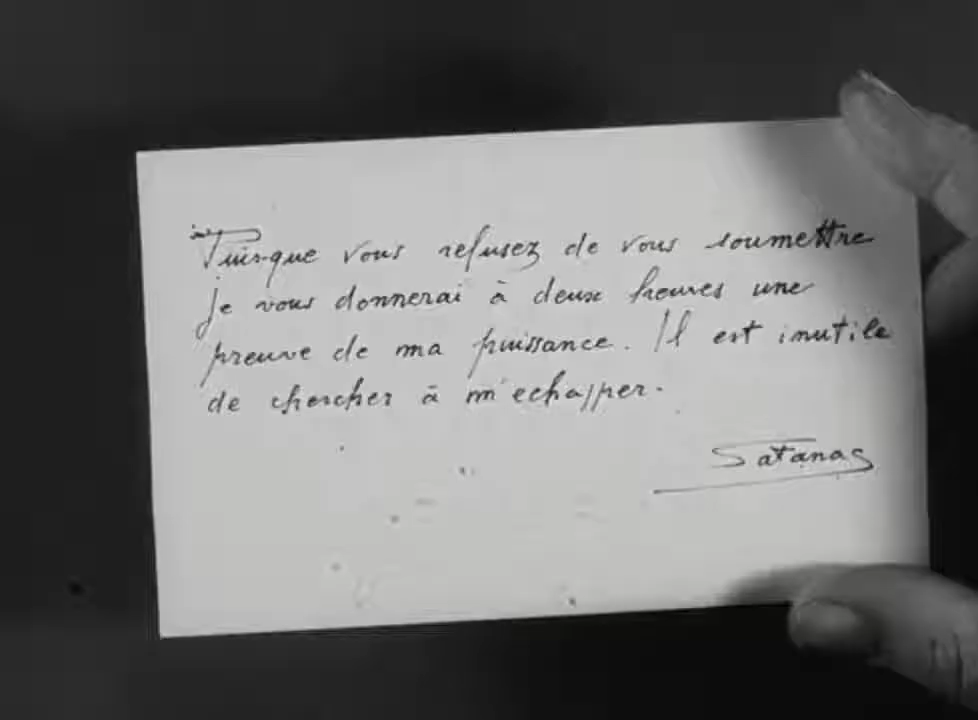 Puisque vous refusez de vous soumettre
je vous donnerai à deux heures une
preuve de ma puissance. Il est inutile
de chercher à m'echapper.
Satanas